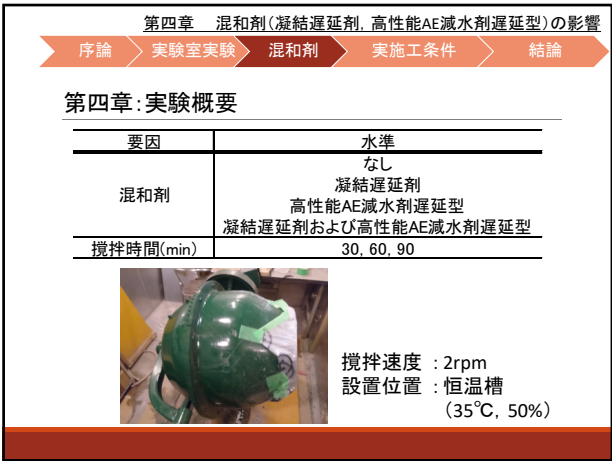 第四章　混和剤(凝結遅延剤, 高性能AE減水剤遅延型)の影響
序論　実験室実験　混和剤　実施工条件　結論
第四章:実験概要
要因　水準
混和剤
なし
凝結遅延剤
高性能AE減水剤遅延型
凝結遅延剤および高性能AE減水剤遅延型
撹拌時間(min)　30, 60, 90
撹拌速度 : 2rpm
設置位置 : 恒温槽
(35℃, 50%)